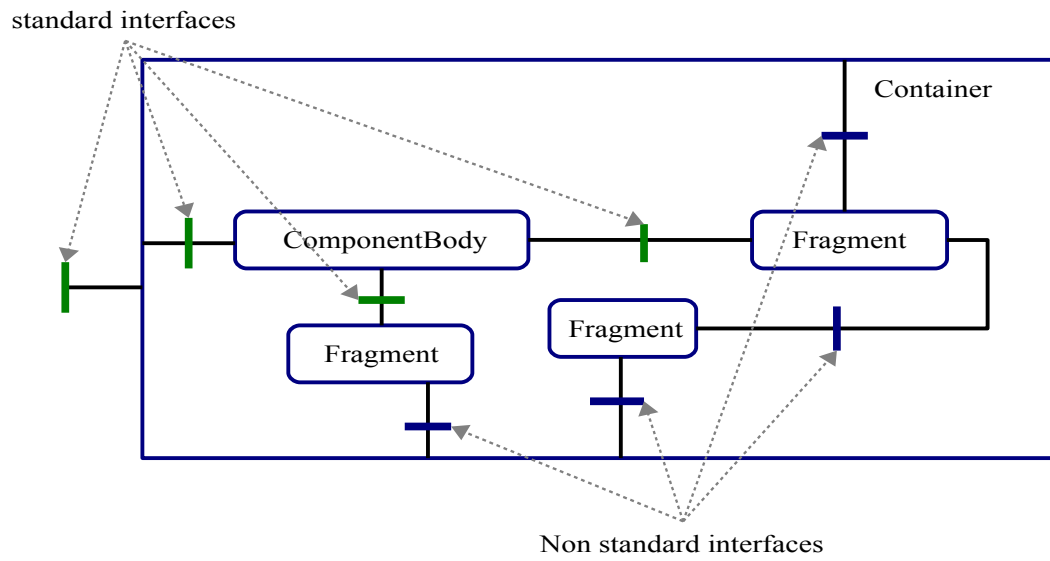 standard interfaces
Container
ComponentBody
Fragment
Fragment
Fragment
Non standard interfaces